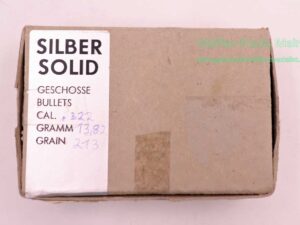 SILBER
SOLID
GESCHOSSE
BULLETS
CAL. .322
GRAMM 13,82
GRAIN 213